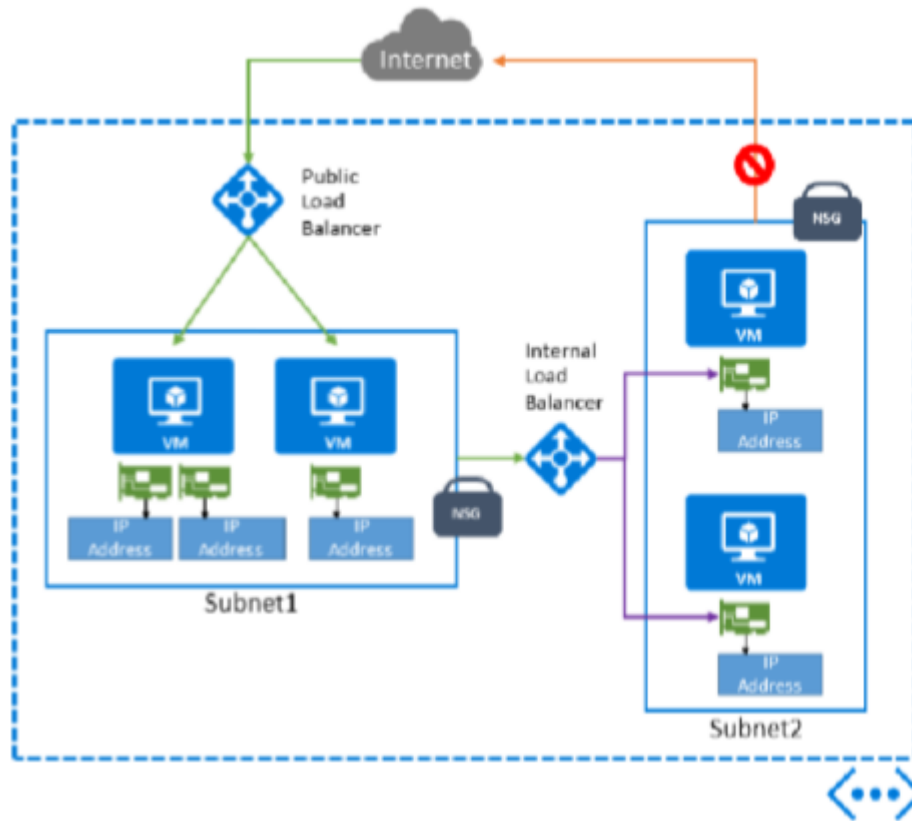 Internet
Public
Load
Balancer
NSG
VM
Internal
Load
Balancer
VM
VM
IP
Address
NSG
IP
Address
IP
Address
IP
Address
VM
Subnet1
IP
Address
Subnet2